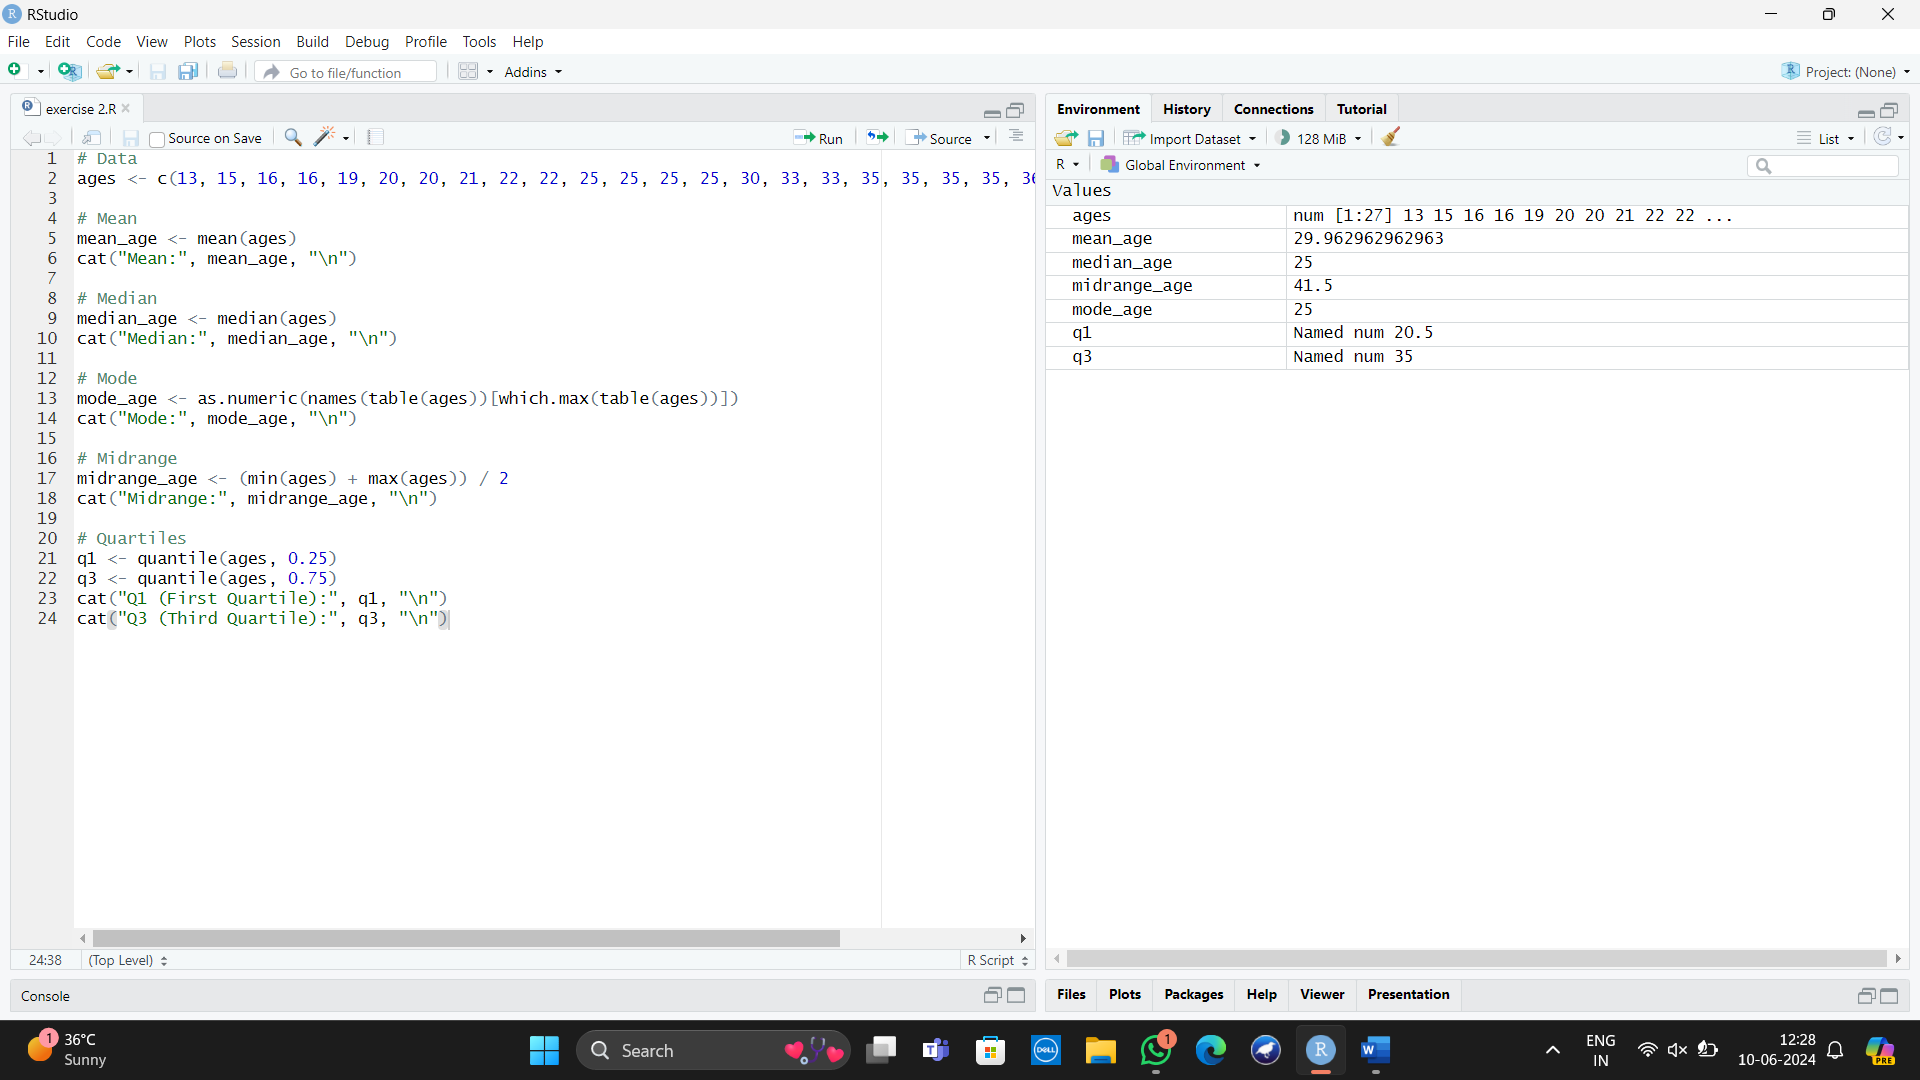 RStudio
File Edit Code View Plots Session Build Debug Profile Tools Help
Go to file/function Addins Project: (None)
exercise 2.R
Source on Save Run Source
1 # Data
2 ages <- c(13, 15, 16, 16, 19, 20, 20, 21, 22, 22, 25, 25, 25, 25, 30, 33, 33, 35, 35, 35, 35, 36
3
4 # Mean
5 mean_age <- mean(ages)
6 cat("Mean:", mean_age, "\n")
7
8 # Median
9 median_age <- median(ages)
10 cat("Median:", median_age, "\n")
11
12 # Mode
13 mode_age <- as.numeric(names(table(ages))[which.max(table(ages))])
14 cat("Mode:", mode_age, "\n")
15
16 # Midrange
17 midrange_age <- (min(ages) + max(ages)) / 2
18 cat("Midrange:", midrange_age, "\n")
19
20 # Quartiles
21 q1 <- quantile(ages, 0.25)
22 q3 <- quantile(ages, 0.75)
23 cat("Q1 (First Quartile):", q1, "\n")
24 cat("Q3 (Third Quartile):", q3, "\n")
24:38 (Top Level) R Script
Console
Environment History Connections Tutorial
Import Dataset 128 MiB List
R Global Environment
Values
ages num [1:27] 13 15 16 16 19 20 20 21 22 22 ...
mean_age 29.962962962963
median_age 25
midrange_age 41.5
mode_age 25
q1 Named num 20.5
q3 Named num 35
Files Plots Packages Help Viewer Presentation
1 36°C
Sunny
Search
DELL
1
R
W
ENG
IN
12:28
10-06-2024
PRE